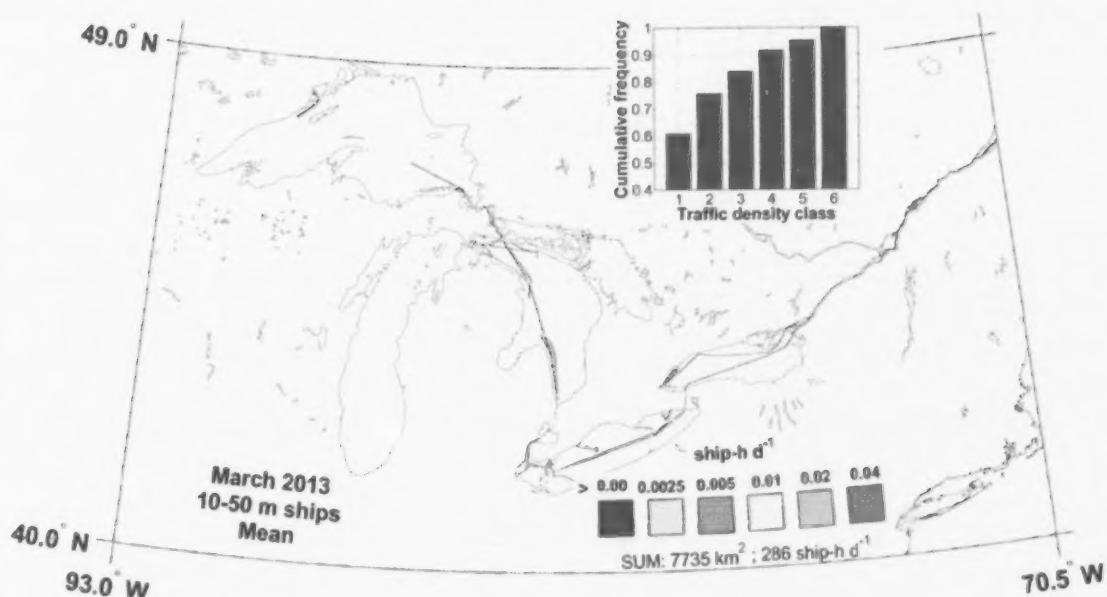 49.0° N
Cumulative frequency
1
0.9
0.8
0.7
0.6
0.5
0.4
1 2 3 4 5 6
Traffic density class
March 2013
10-50 m ships
Mean
ship-h d⁻¹
> 0.00 0.0025 0.005 0.01 0.02 0.04
SUM: 7735 km² ; 286 ship-h d⁻¹
40.0° N
93.0° W
70.5° W